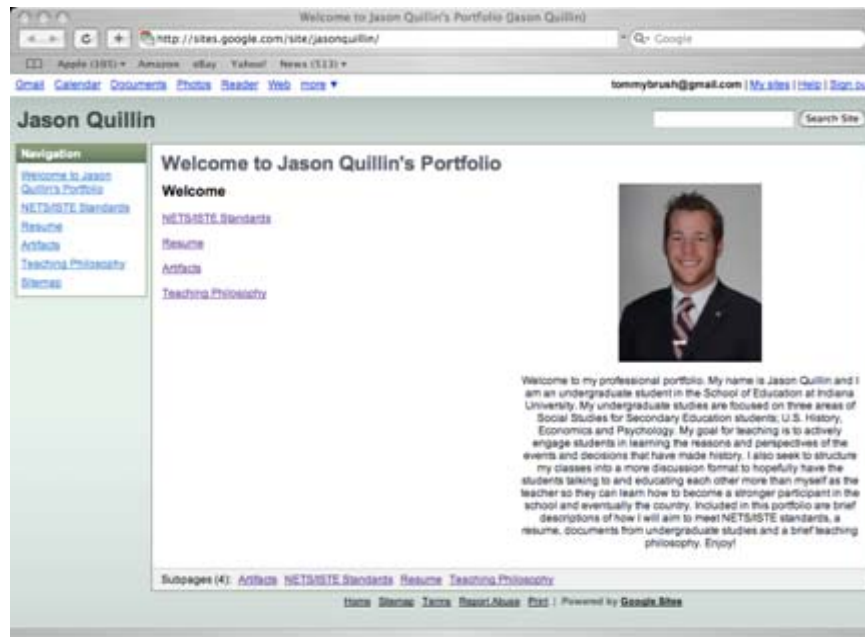 Welcome to Jason Quillin's Portfolio (Jason Quillin)
http://sites.google.com/site/jasonquillin/
Google
Apple Amazon eBay Yahoo! News
Gmail Calendar Documents Photos Reader Web more ▼
tommybrush@gmail.com | My sites | Help | Sign ou
Jason Quillin
Search Site
Navigation
Welcome to Jason
Quillin's Portfolio
NETS/ISTE Standards
Resume
Artifacts
Teaching Philosophy
Sitemap
Welcome to Jason Quillin's Portfolio
Welcome
NETS/ISTE Standards
Resume
Artifacts
Teaching Philosophy
Welcome to my professional portfolio. My name is Jason Quillin and I
am an undergraduate student in the School of Education at Indiana
University. My undergraduate studies are focused on three areas of
Social Studies for Secondary Education students; U.S. History,
Economics and Psychology. My goal for teaching is to actively
engage students in learning the reasons and perspectives of the
events and decisions that have made history. I also seek to structure
my classes into a more discussion format to hopefully have the
students talking to and educating each other more than myself as the
teacher so they can learn how to become a stronger participant in the
school and eventually the country. Included in this portfolio are brief
descriptions of how I will aim to meet NETS/ISTE standards, a
resume, documents from undergraduate studies and a brief teaching
philosophy. Enjoy!
Subpages (4): Artifacts NETS/ISTE Standards Resume Teaching Philosophy
Home Sitemap Terms Report Abuse Print | Powered by Google Sites